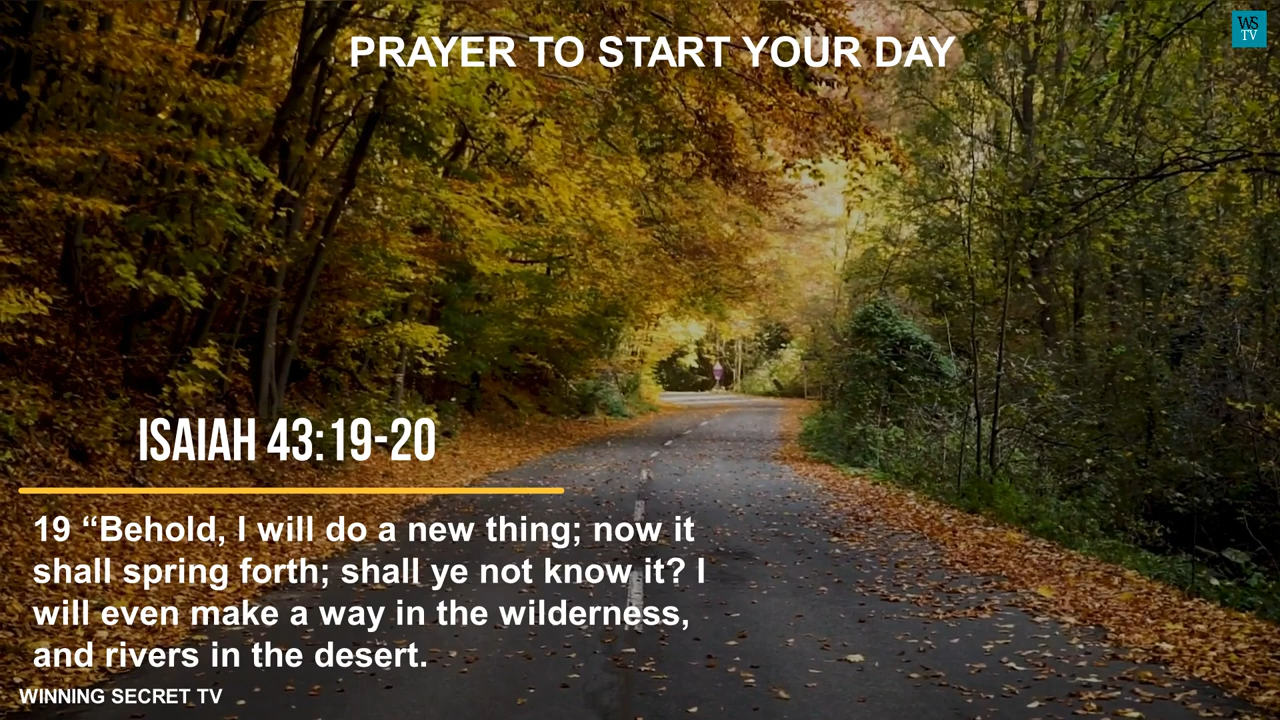 WS
TV
PRAYER TO START YOUR DAY
ISAIAH 43:19-20
19 “Behold, I will do a new thing; now it
shall spring forth; shall ye not know it? I
will even make a way in the wilderness,
and rivers in the desert.
WINNING SECRET TV